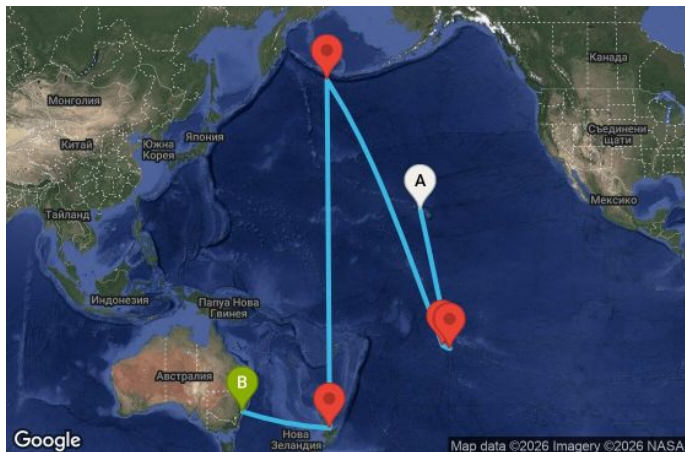 Канада
Монголия
Съединени
щати
Китай
Южна
Корея
Япония
Мексико
Тайланд
A
Индонезия
Папуа Нова
Гвинея
Австралия
B
Нова
Зеландия
Google
Map data ©2026 Imagery ©2026 NASA